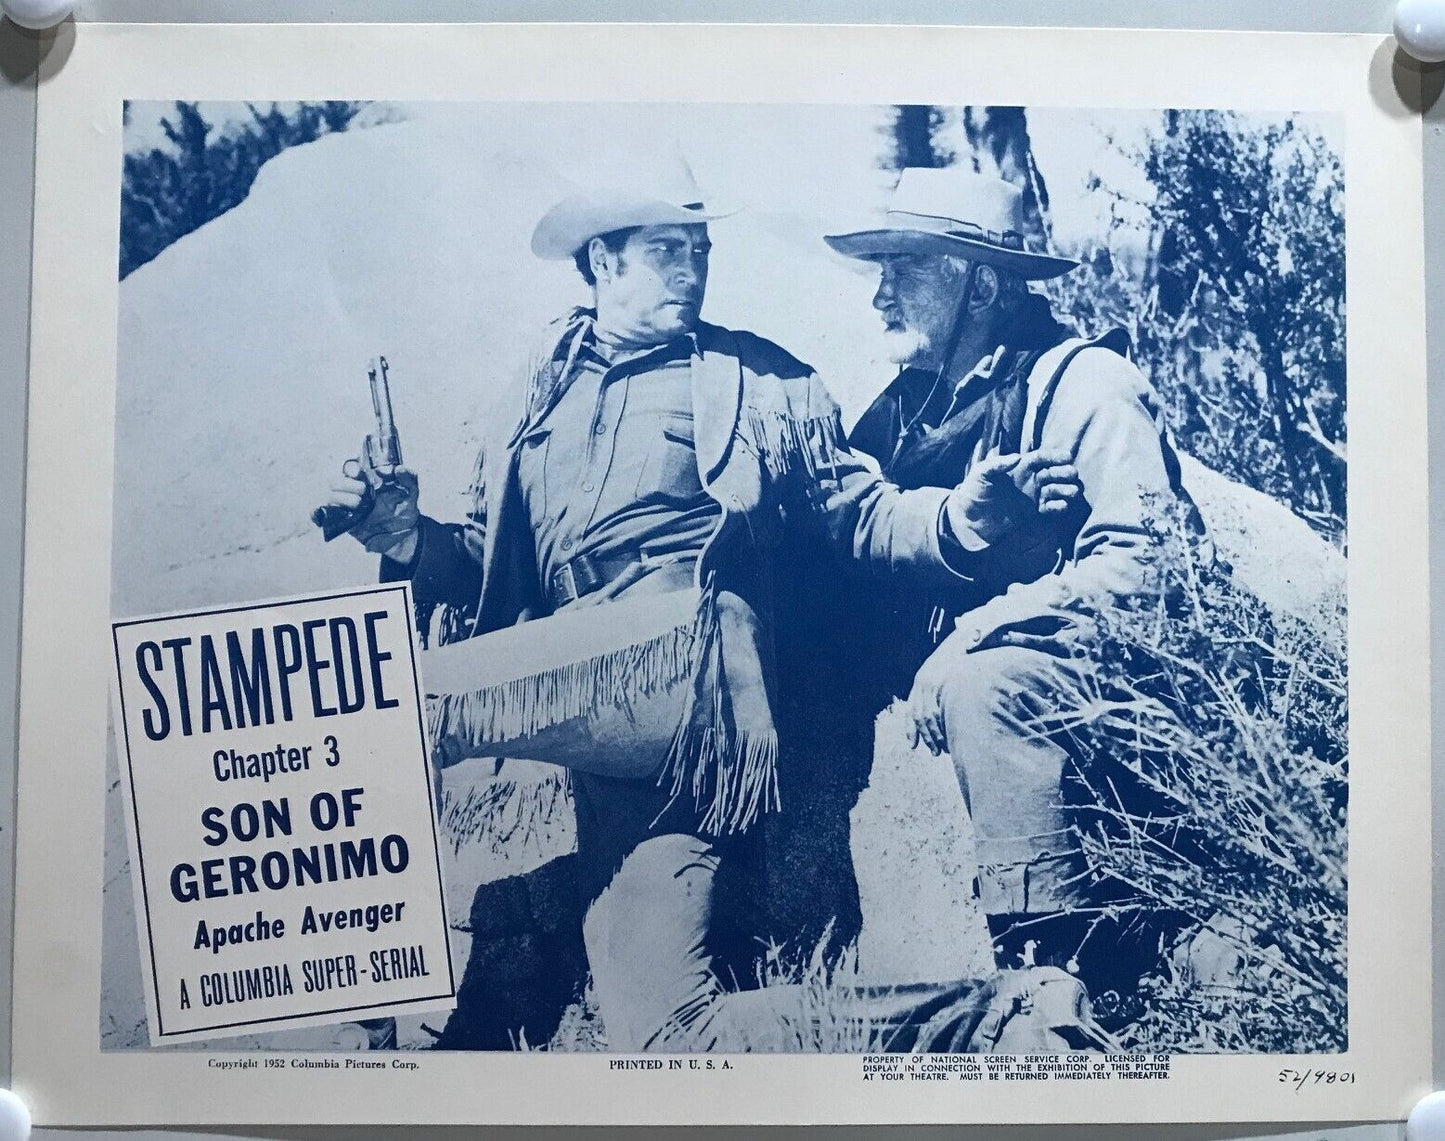 STAMPEDE
Chapter 3
SON OF
GERONIMO
Apache Avenger
A COLUMBIA SUPER-SERIAL
Copyright 1952 Columbia Pictures Corp.
PRINTED IN U. S. A.
PROPERTY OF NATIONAL SCREEN SERVICE CORP. LICENSED FOR
DISPLAY IN CONNECTION WITH THE EXHIBITION OF THIS PICTURE
AT YOUR THEATRE. MUST BE RETURNED IMMEDIATELY THEREAFTER.
52/9801